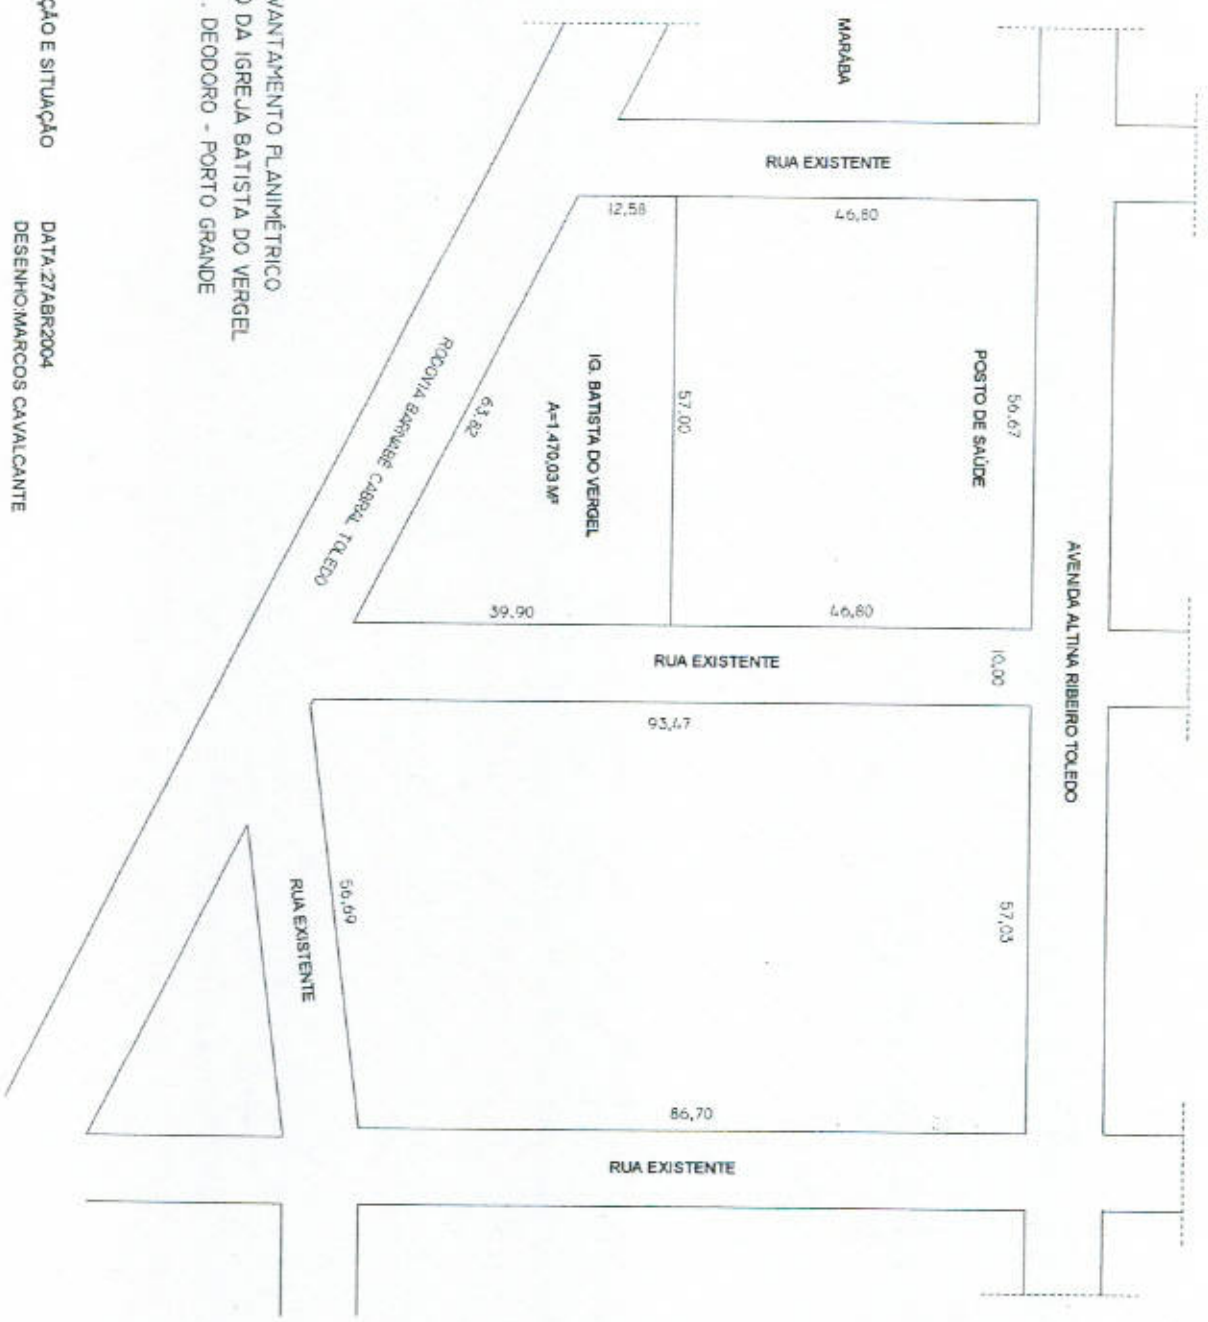 MARÁBA
RUA EXISTENTE
12,58
46,80
56.67
POSTO DE SAÚDE
57.00
IG. BATISTA DO VERGEL
A=1.470,03 M²
63.82
RODOVIA BARNABÉ CABRAL TOLEDO
39.90
46,80
AVENIDA ALTINA RIBEIRO TOLEDO
RUA EXISTENTE
10,00
93,47
57,03
56,69
RUA EXISTENTE
86,70
RUA EXISTENTE
VANTAMENTO PLANIMÉTRICO
O DA IGREJA BATISTA DO VERGEL
. DEODORO - PORTO GRANDE
ÇÃO E SITUAÇÃO
DATA:27ABR2004
DESENHO:MARCOS CAVALCANTE